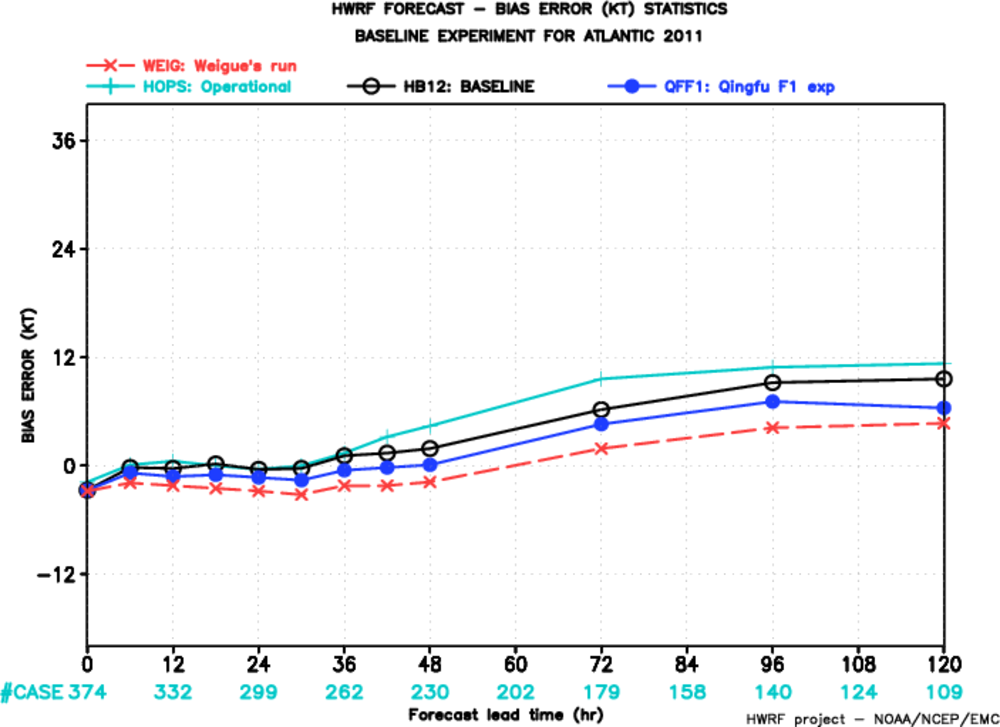 HWRF FORECAST – BIAS ERROR (KT) STATISTICS
BASELINE EXPERIMENT FOR ATLANTIC 2011
WEIG: Weigue's run
HOPS: Operational HB12: BASELINE QFF1: Qingfu F1 exp
36
24
12
0
−12
BIAS ERROR (KT)
0 12 24 36 48 60 72 84 96 108 120
#CASE 374 332 299 262 230 202 179 158 140 124 109
Forecast lead time (hr)
HWRF project – NOAA/NCEP/EMC